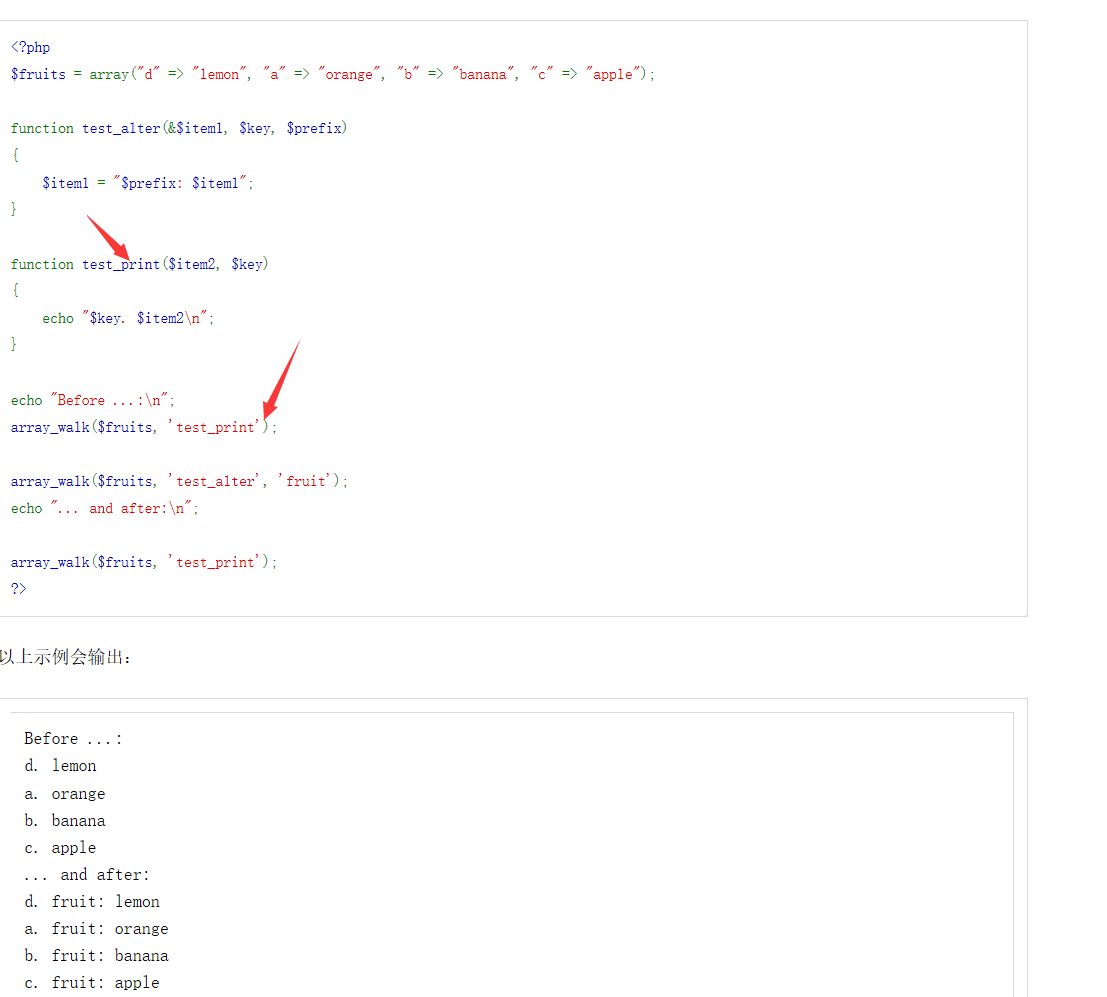 <?php
$fruits = array("d" => "lemon", "a" => "orange", "b" => "banana", "c" => "apple");
function test_alter(&$item1, $key, $prefix)
{
$item1 = "$prefix: $item1";
}
function test_print($item2, $key)
{
echo "$key. $item2\n";
}
echo "Before ...:\n";
array_walk($fruits, 'test_print');
array_walk($fruits, 'test_alter', 'fruit');
echo "... and after:\n";
array_walk($fruits, 'test_print');
?>
以上示例会输出：
Before ...:
d. lemon
a. orange
b. banana
c. apple
... and after:
d. fruit: lemon
a. fruit: orange
b. fruit: banana
c. fruit: apple